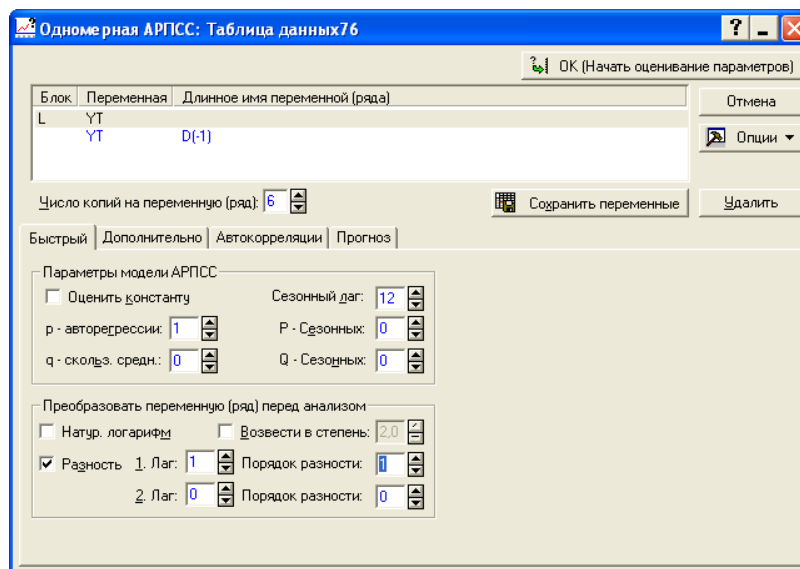 Одномерная АРПСС: Таблица данных76
OK (Начать оценивание параметров)
Блок Переменная Длинное имя переменной (ряда)
L YT
YT D(-1)
Отмена
Опции
Число копий на переменную (ряд): 6
Сохранить переменные
Удалить
Быстрый Дополнительно Автокорреляции Прогноз
Параметры модели АРПСС
Оценить константу Сезонный лаг: 12
p - авторегрессии: 1 P - Сезонных: 0
q - скольз. средн.: 0 Q - Сезонных: 0
Преобразовать переменную (ряд) перед анализом
Натур. логарифм Возвести в степень: 2,0
Разность 1. Лаг: 1 Порядок разности: 1
2. Лаг: 0 Порядок разности: 0